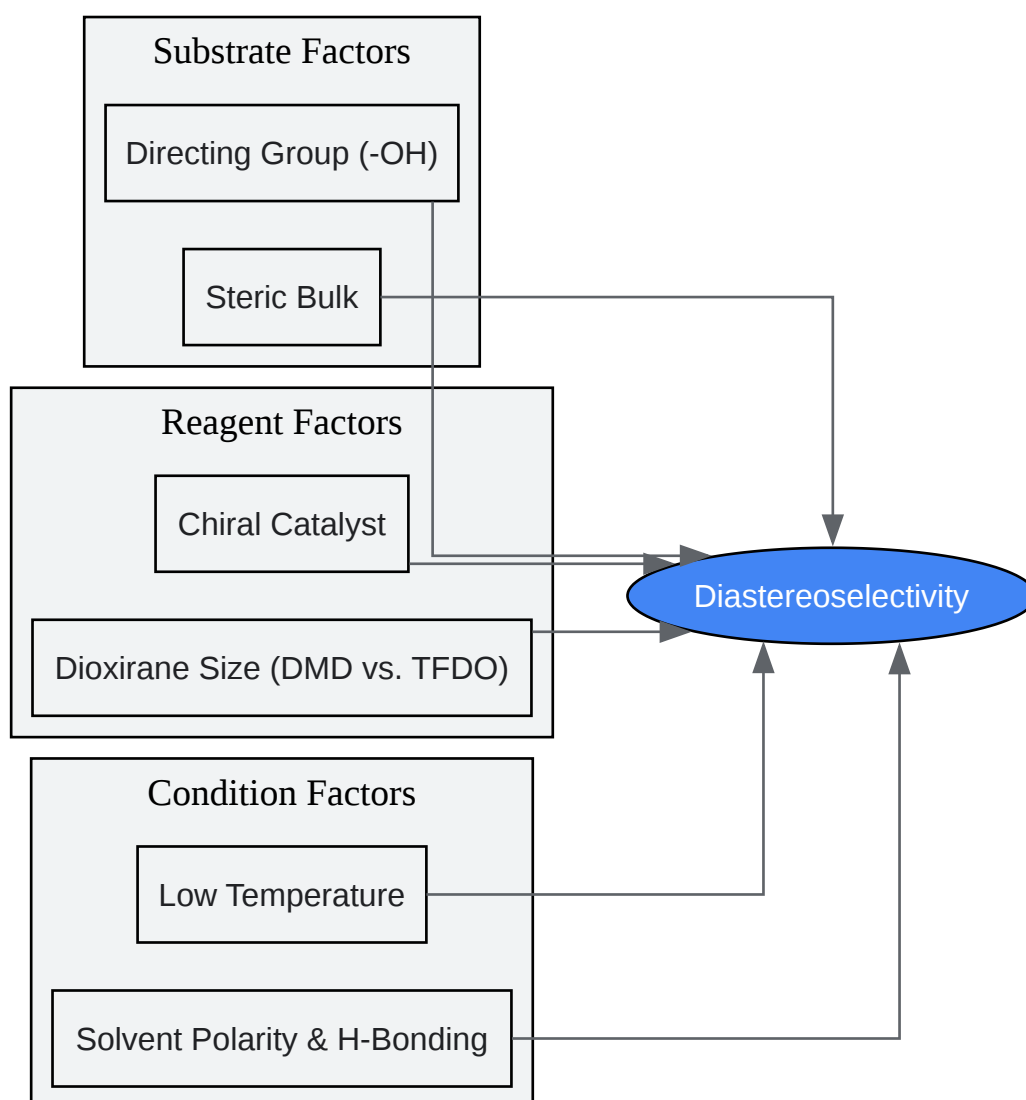 Substrate Factors
Directing Group (-OH)
Steric Bulk
Reagent Factors
Chiral Catalyst
Diastereoselectivity
Dioxirane Size (DMD vs. TFDO)
Condition Factors
Low Temperature
Solvent Polarity & H-Bonding